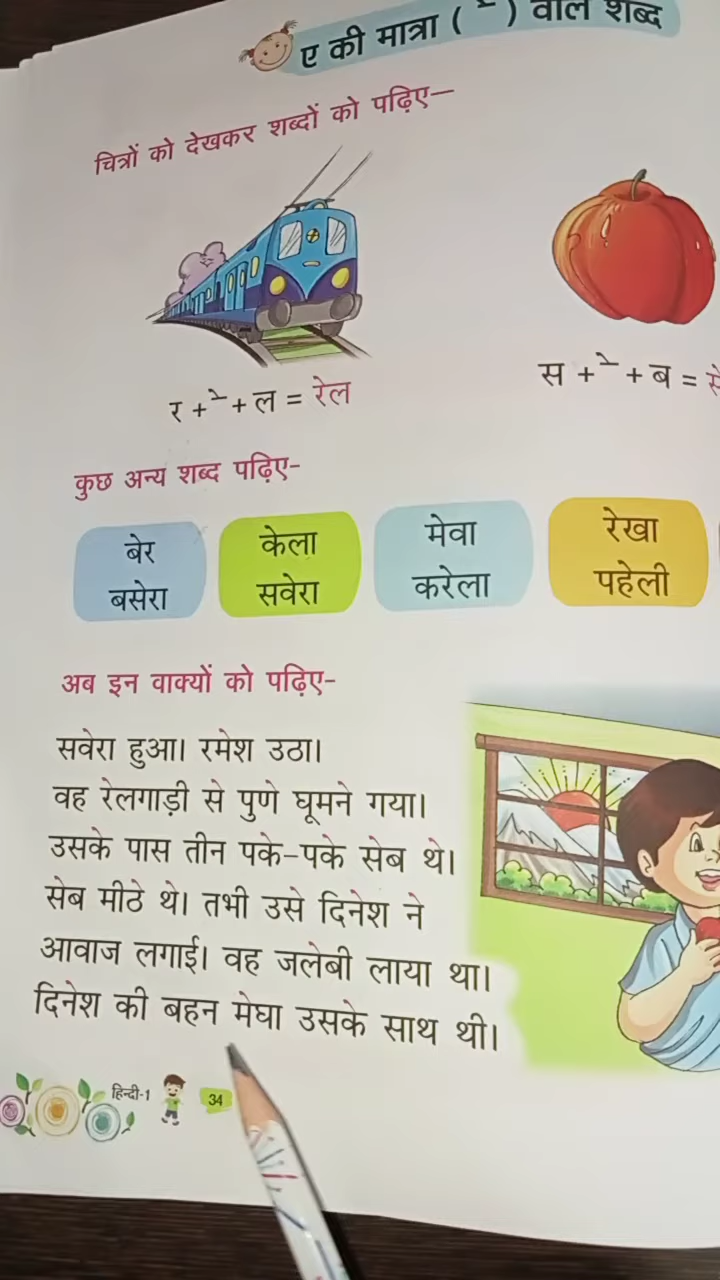 ए की मात्रा ( े ) वाले शब्द
चित्रों को देखकर शब्दों को पढ़िए—
र + े + ल = रेल
स + े + ब =
कुछ अन्य शब्द पढ़िए-
बेर केला मेवा रेखा
बसेरा सवेरा करेला पहेली
अब इन वाक्यों को पढ़िए-
सवेरा हुआ। रमेश उठा।
वह रेलगाड़ी से पुणे घूमने गया।
उसके पास तीन पके-पके सेब थे।
सेब मीठे थे। तभी उसे दिनेश ने
आवाज लगाई। वह जलेबी लाया था।
दिनेश की बहन मेघा उसके साथ थी।
हिन्दी-1 34